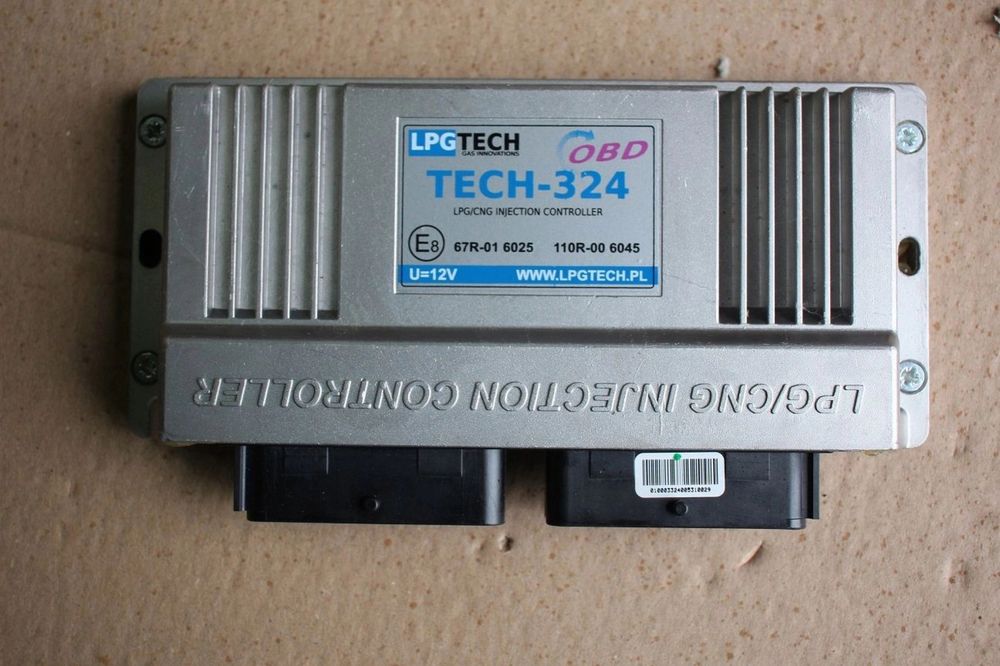 LPGTECH OBD
GAS INNOVATIONS
TECH-324
LPG/CNG INJECTION CONTROLLER
E8 67R-01 6025 110R-00 6045
U=12V WWW.LPGTECH.PL
LPG/CNG INJECTION CONTROLLER